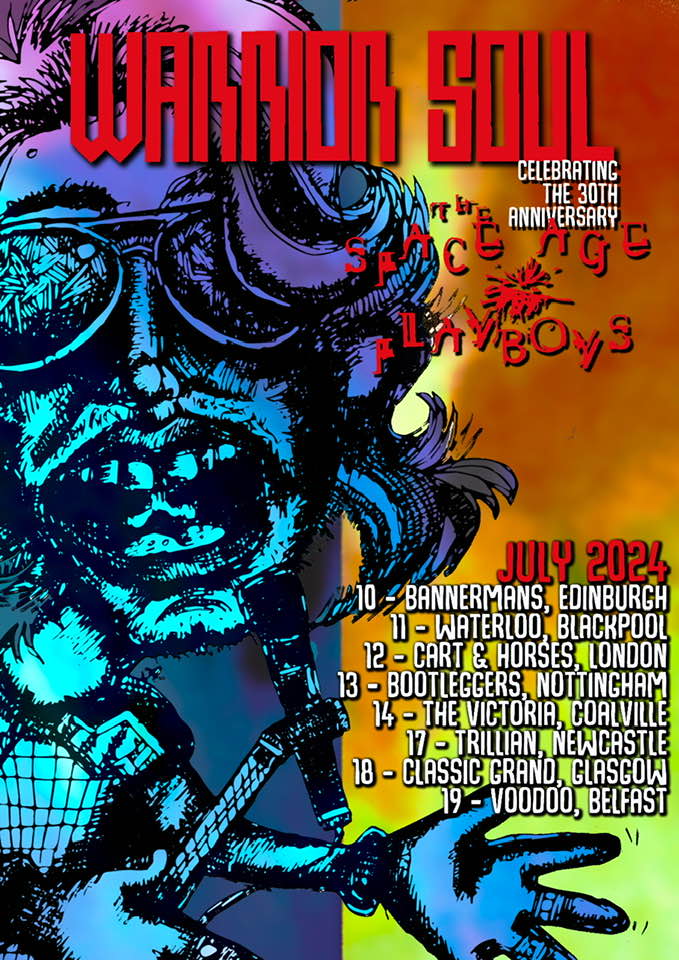 WARRIOR SOUL
CELEBRATING
THE 30TH
ANNIVERSARY
THE
SPACE AGE
PLAYBOYS
JULY 2024
10 - BANNERMANS, EDINBURGH
11 - WATERLOO, BLACKPOOL
12 - CART & HORSES, LONDON
13 - BOOTLEGGERS, NOTTINGHAM
14 - THE VICTORIA, COALVILLE
17 - TRILLIAN, NEWCASTLE
18 - CLASSIC GRAND, GLASGOW
19 - VOODOO, BELFAST